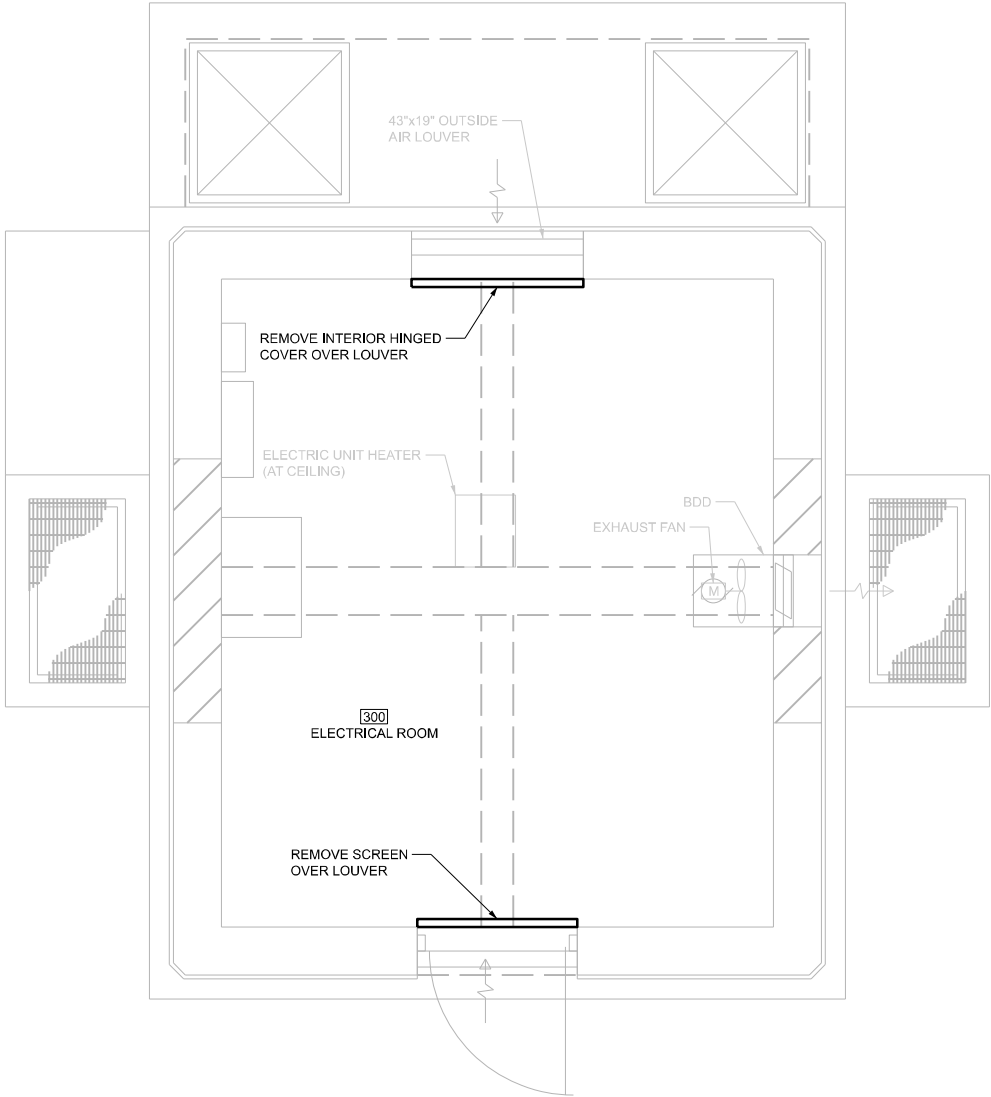 43"x19" OUTSIDE
AIR LOUVER
REMOVE INTERIOR HINGED
COVER OVER LOUVER
ELECTRIC UNIT HEATER
(AT CEILING)
BDD
EXHAUST FAN
M
300
ELECTRICAL ROOM
REMOVE SCREEN
OVER LOUVER